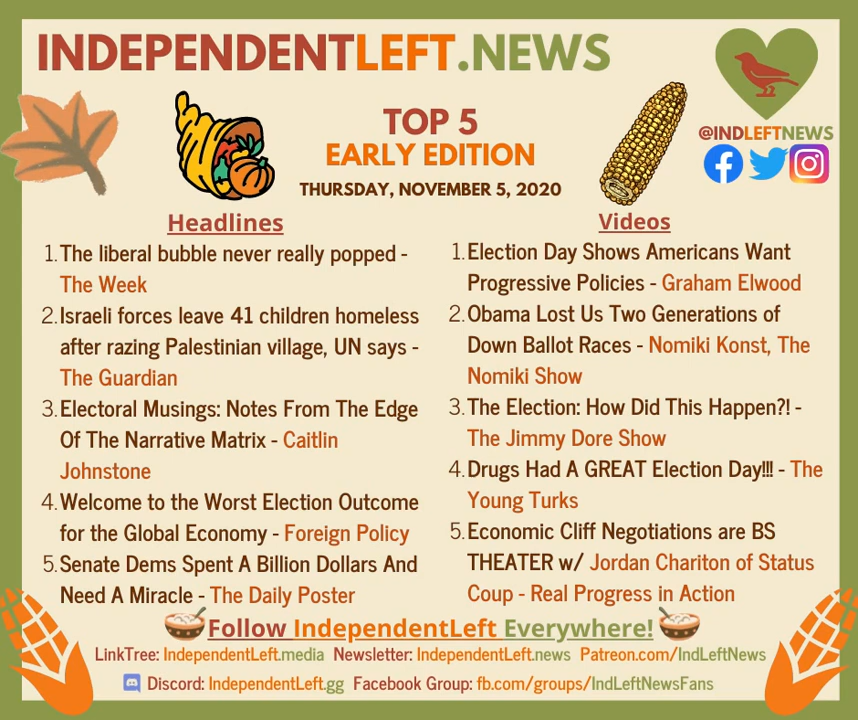 INDEPENDENTLEFT.NEWS
TOP 5
EARLY EDITION
THURSDAY, NOVEMBER 5, 2020
@INDLEFTNEWS
Headlines
1. The liberal bubble never really popped -
The Week
2. Israeli forces leave 41 children homeless
after razing Palestinian village, UN says -
The Guardian
3. Electoral Musings: Notes From The Edge
Of The Narrative Matrix - Caitlin
Johnstone
4. Welcome to the Worst Election Outcome
for the Global Economy - Foreign Policy
5. Senate Dems Spent A Billion Dollars And
Need A Miracle - The Daily Poster
Videos
1. Election Day Shows Americans Want
Progressive Policies - Graham Elwood
2. Obama Lost Us Two Generations of
Down Ballot Races - Nomiki Konst, The
Nomiki Show
3. The Election: How Did This Happen?! -
The Jimmy Dore Show
4. Drugs Had A GREAT Election Day!!! - The
Young Turks
5. Economic Cliff Negotiations are BS
THEATER w/ Jordan Chariton of Status
Coup - Real Progress in Action
Follow IndependentLeft Everywhere!
LinkTree: IndependentLeft.media Newsletter: IndependentLeft.news Patreon.com/IndLeftNews
Discord: IndependentLeft.gg Facebook Group: fb.com/groups/IndLeftNewsFans